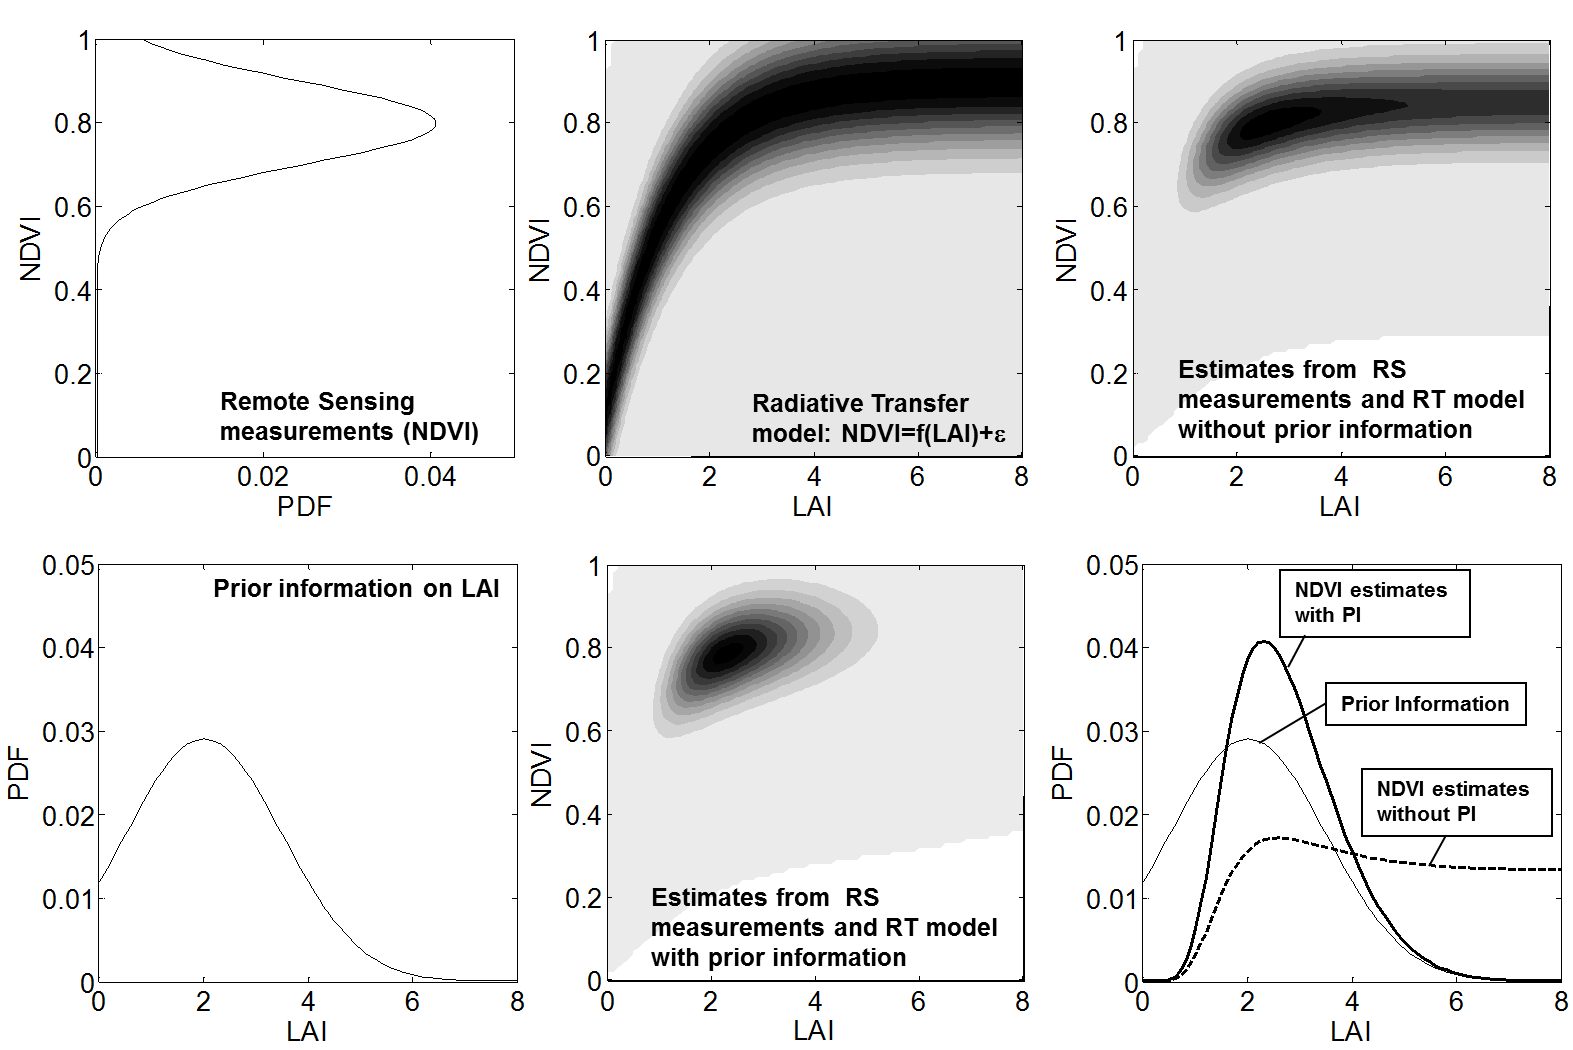 1
0.8
0.6
0.4
0.2
0
0
0.02
0.04
NDVI
PDF
Remote Sensing
measurements (NDVI)
1
0.8
0.6
0.4
0.2
0
0
2
4
6
8
NDVI
LAI
Radiative Transfer
model: NDVI=f(LAI)+ε
1
0.8
0.6
0.4
0.2
0
0
2
4
6
8
NDVI
LAI
Estimates from RS
measurements and RT model
without prior information
0.05
0.04
0.03
0.02
0.01
0
0
2
4
6
8
PDF
LAI
Prior information on LAI
1
0.8
0.6
0.4
0.2
0
0
2
4
6
8
NDVI
LAI
Estimates from RS
measurements and RT model
with prior information
0.05
0.04
0.03
0.02
0.01
0
0
2
4
6
8
PDF
LAI
NDVI estimates
with PI
Prior Information
NDVI estimates
without PI